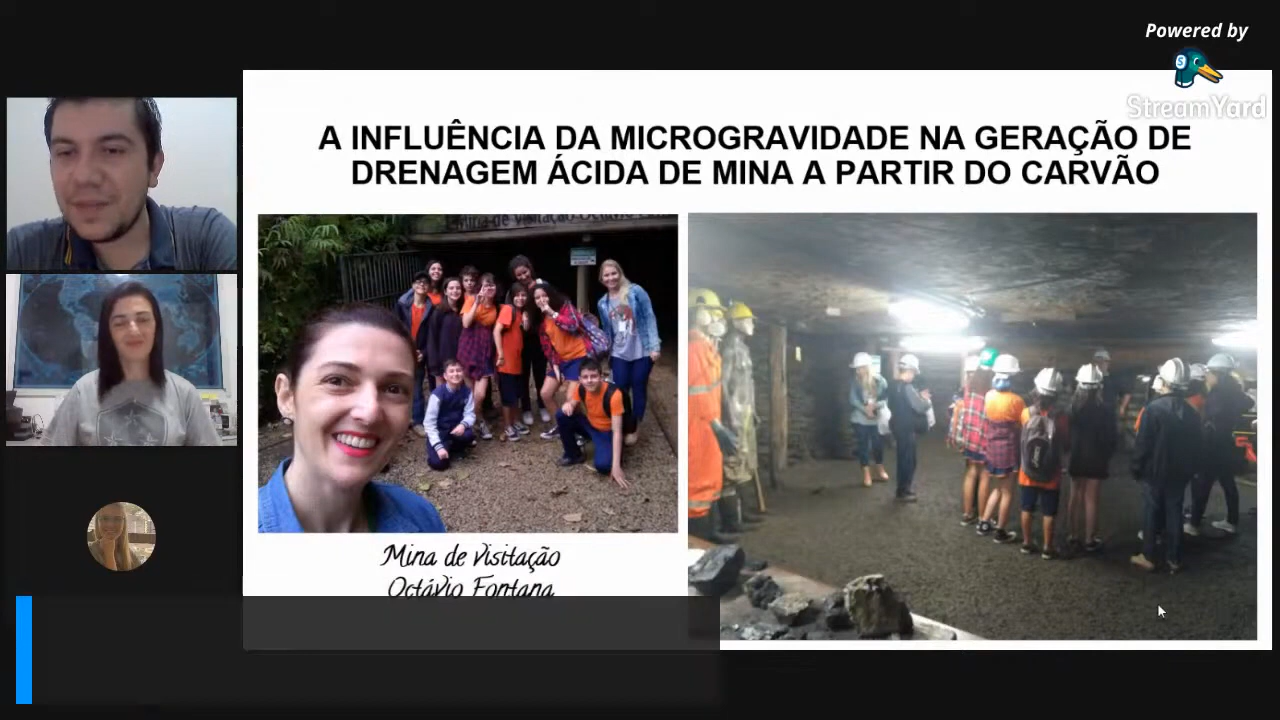 Powered by
StreamYard
A INFLUÊNCIA DA MICROGRAVIDADE NA GERAÇÃO DE
DRENAGEM ÁCIDA DE MINA A PARTIR DO CARVÃO
Mina de Visitação
Octávio Fontana